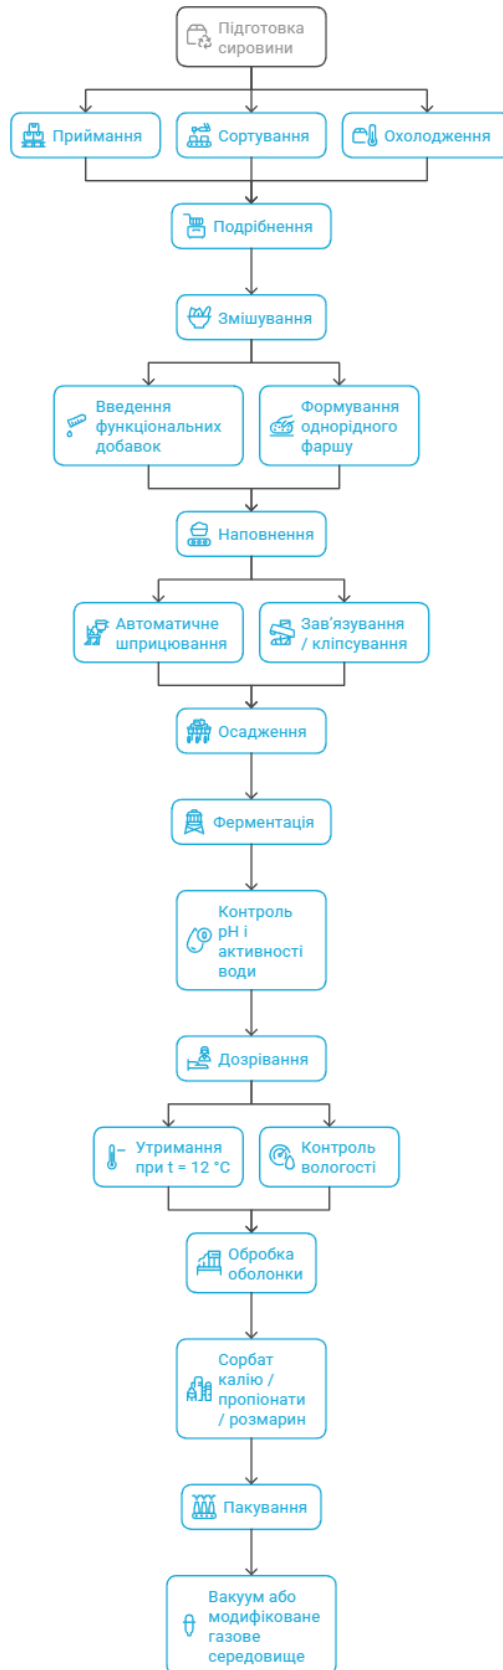 Підготовка
сировини
Приймання
Сортування
Охолодження
Подрібнення
Змішування
Введення
функціональних
добавок
Формування
однорідного
фаршу
Наповнення
Автоматичне
шприцювання
Зав'язування
/ кліпсування
Осадження
Ферментація
Контроль
pH і
активності
води
Дозрівання
Утримання
при t = 12 °C
Контроль
вологості
Обробка
оболонки
Сорбат
калію /
пропіонати
/ розмарин
Пакування
Вакуум або
модифіковане
газове
середовище